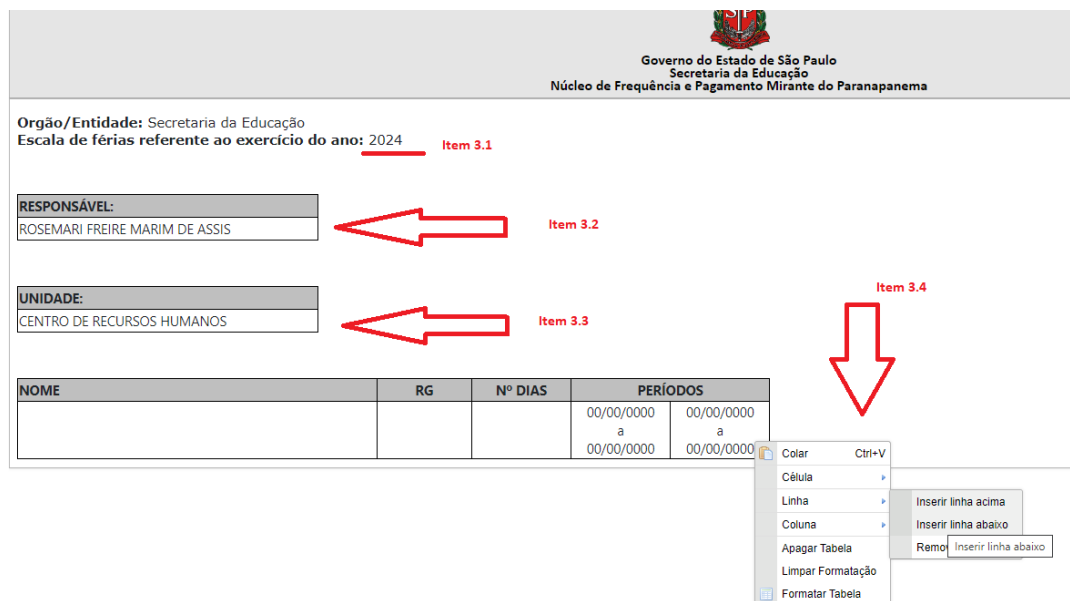 SP
Governo do Estado de São Paulo
Secretaria da Educação
Núcleo de Frequência e Pagamento Mirante do Paranapanema
Orgão/Entidade: Secretaria da Educação
Escala de férias referente ao exercício do ano: 2024
Item 3.1
RESPONSÁVEL:
ROSEMARI FREIRE MARIM DE ASSIS
Item 3.2
UNIDADE:
CENTRO DE RECURSOS HUMANOS
Item 3.3
Item 3.4
NOME RG Nº DIAS PERÍODOS
00/00/0000 00/00/0000
a a
00/00/0000 00/00/0000
Colar Ctrl+V
Célula
Linha
Coluna
Apagar Tabela
Limpar Formatação
Formatar Tabela
Inserir linha acima
Inserir linha abaixo
Inserir linha abaixo